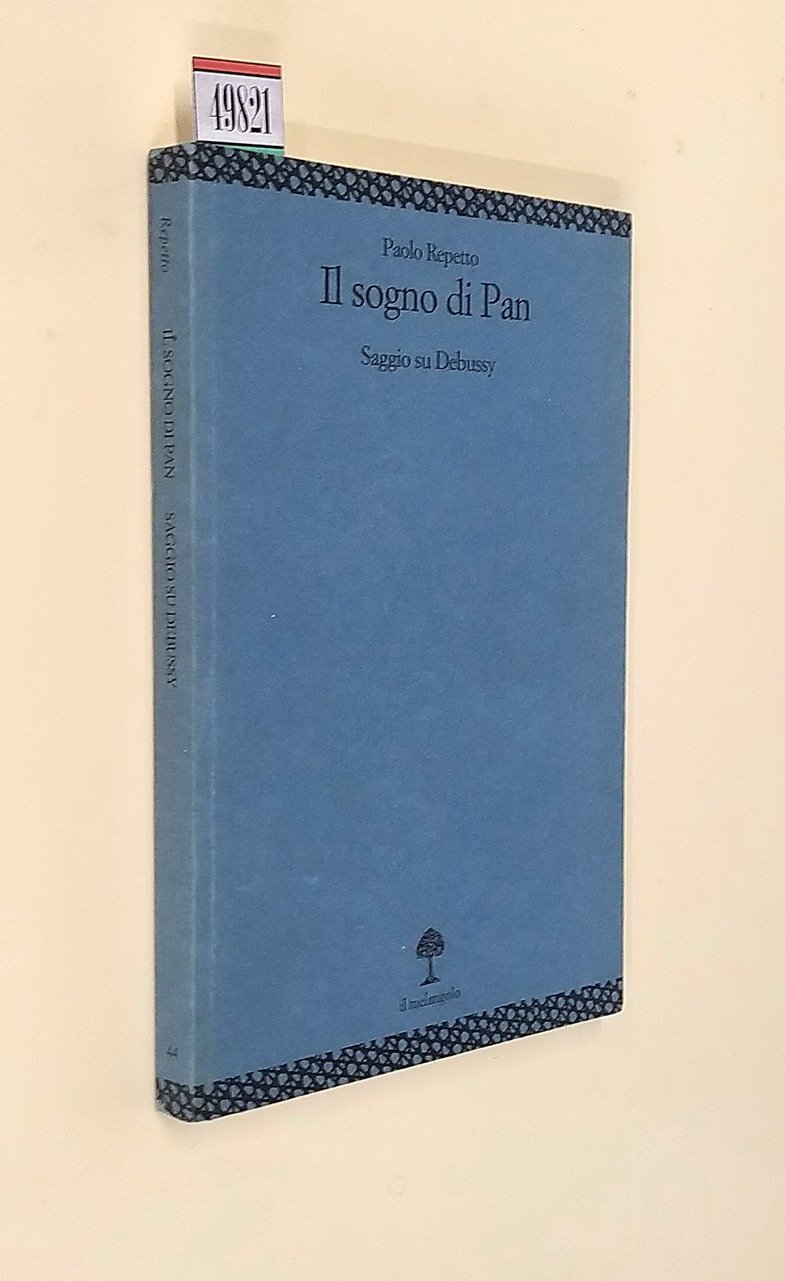 49821
Paolo Repetto
Il sogno di Pan
Saggio su Debussy
il melangolo
Repetto IL SOGNO DI PAN SAGGIO SU DEBUSSY
44